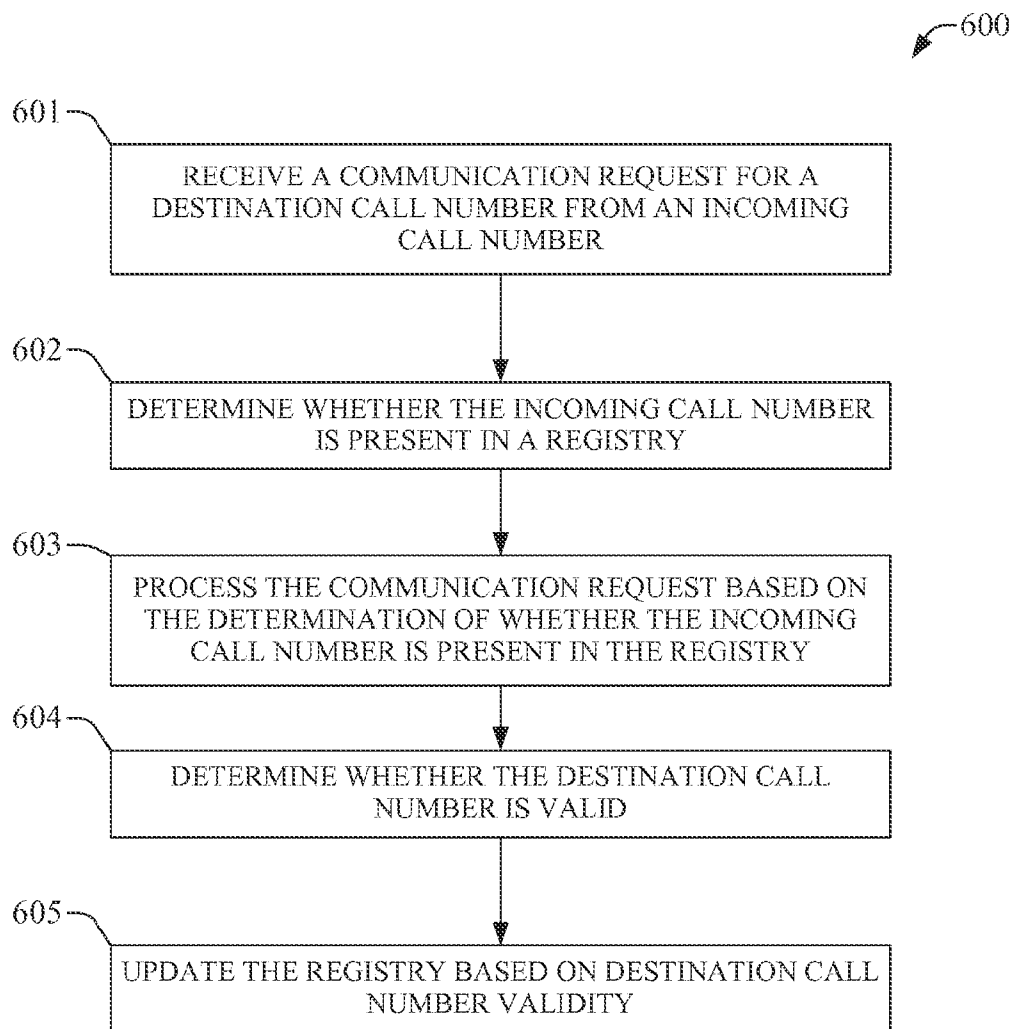 600
601
RECEIVE A COMMUNICATION REQUEST FOR A
DESTINATION CALL NUMBER FROM AN INCOMING
CALL NUMBER
602
DETERMINE WHETHER THE INCOMING CALL NUMBER
IS PRESENT IN A REGISTRY
603
PROCESS THE COMMUNICATION REQUEST BASED ON
THE DETERMINATION OF WHETHER THE INCOMING
CALL NUMBER IS PRESENT IN THE REGISTRY
604
DETERMINE WHETHER THE DESTINATION CALL
NUMBER IS VALID
605
UPDATE THE REGISTRY BASED ON DESTINATION CALL
NUMBER VALIDITY